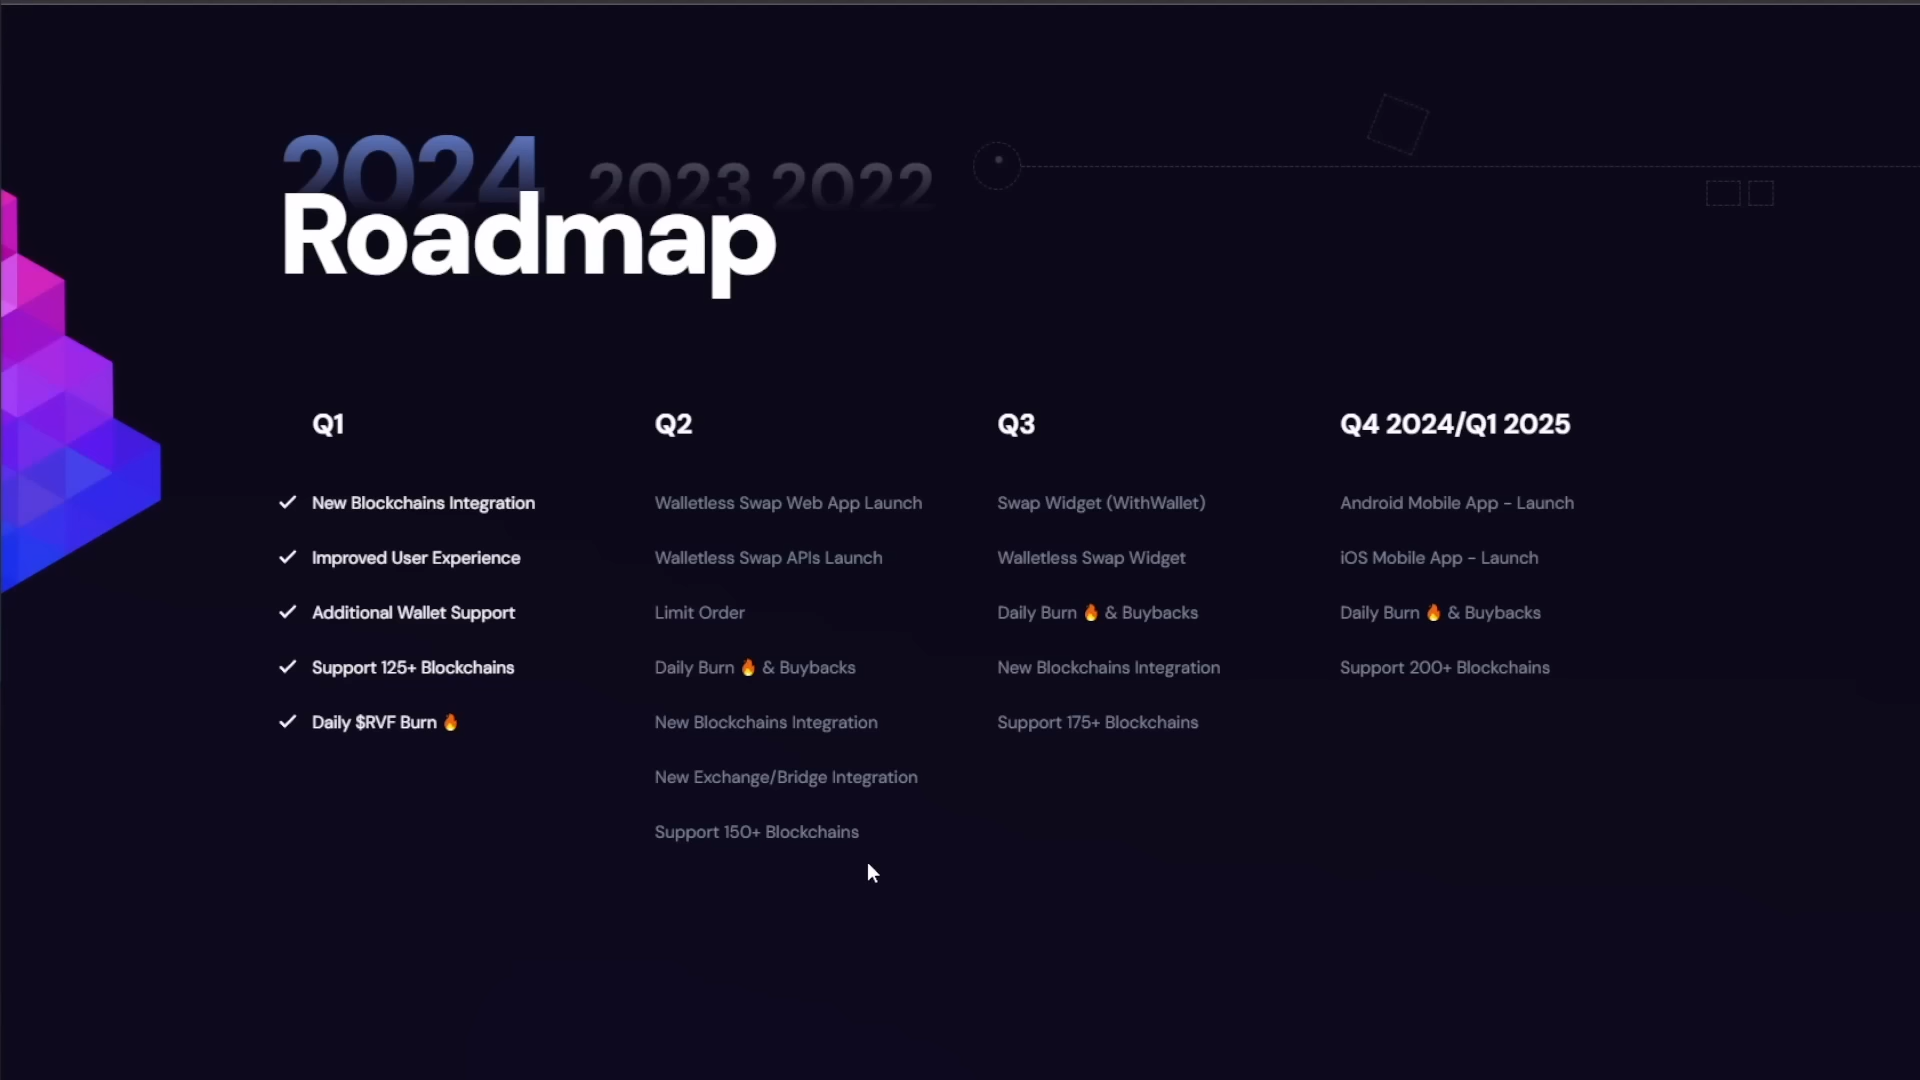 2024 2023 2022
Roadmap
Q1
New Blockchains Integration
Improved User Experience
Additional Wallet Support
Support 125+ Blockchains
Daily $RVF Burn 🔥
Q2
Walletless Swap Web App Launch
Walletless Swap APIs Launch
Limit Order
Daily Burn 🔥 & Buybacks
New Blockchains Integration
New Exchange/Bridge Integration
Support 150+ Blockchains
Q3
Swap Widget (WithWallet)
Walletless Swap Widget
Daily Burn 🔥 & Buybacks
New Blockchains Integration
Support 175+ Blockchains
Q4 2024/Q1 2025
Android Mobile App - Launch
iOS Mobile App - Launch
Daily Burn 🔥 & Buybacks
Support 200+ Blockchains